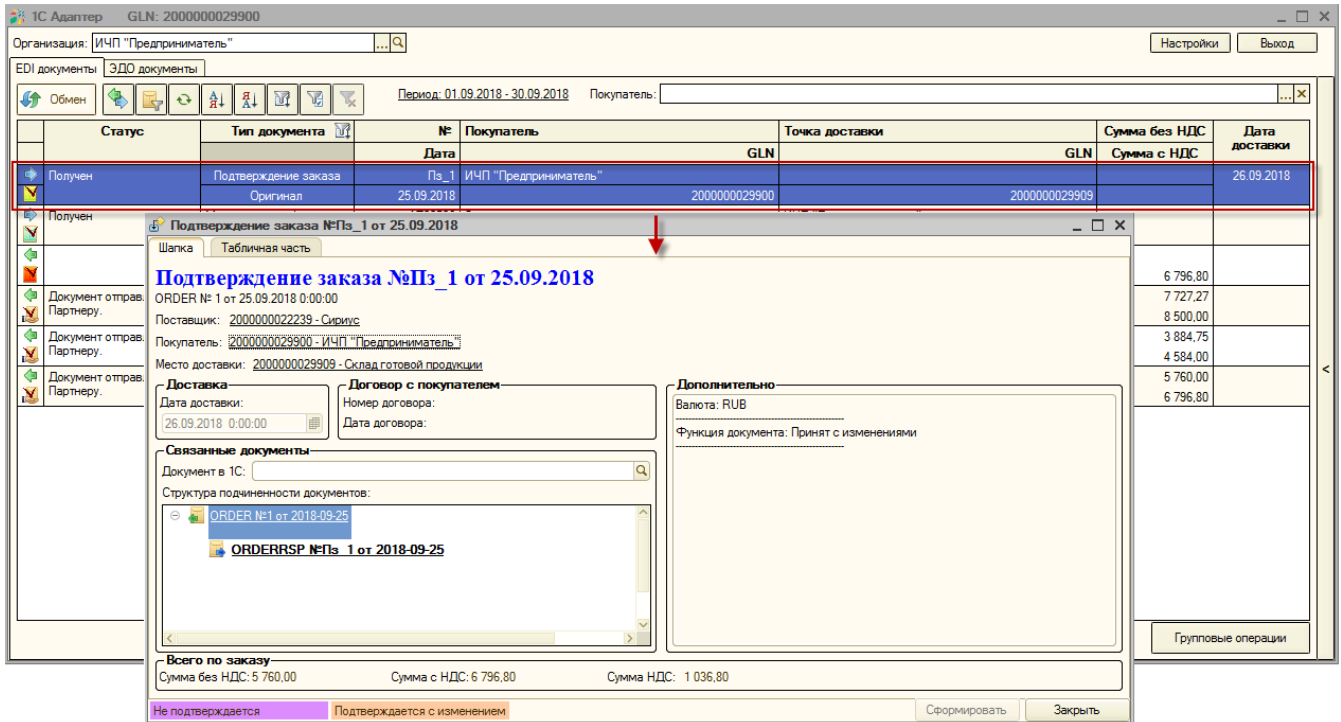 1С Адаптер GLN: 2000000029900
Организация: ИЧП "Предприниматель" ... Настройки Выход
EDI документы ЭДО документы
Обмен Период: 01.09.2018 - 30.09.2018 Покупатель: ...
Статус Тип документа № Покупатель Точка доставки Сумма без НДС Дата доставки
Дата GLN GLN Сумма с НДС
Получен Подтверждение заказа Пз_1 ИЧП "Предприниматель" 26.09.2018
Оригинал 25.09.2018 2000000029900 2000000029909
Получен
Подтверждение заказа №Пз_1 от 25.09.2018
Шапка Табличная часть
Подтверждение заказа №Пз_1 от 25.09.2018
6 796,80
ORDER № 1 от 25.09.2018 0:00:00
Документ отправ.
Партнеру.
7 727,27
8 500,00
Поставщик: 2000000022239 - Сириус
Покупатель: 2000000029900 - ИЧП "Предприниматель"
Документ отправ.
Партнеру.
3 884,75
4 584,00
Место доставки: 2000000029909 - Склад готовой продукции
Документ отправ.
Партнеру.
5 760,00
6 796,80
Доставка Договор с покупателем Дополнительно
Дата доставки: Номер договора: Валюта: RUB
26.09.2018 0:00:00 Дата договора:
Функция документа: Принят с изменениями
Связанные документы
Документ в 1С:
Структура подчиненности документов:
ORDER №1 от 2018-09-25
ORDERRSP №Пз_1 от 2018-09-25
Групповые операции
Всего по заказу
Сумма без НДС: 5 760,00 Сумма с НДС: 6 796,80 Сумма НДС: 1 036,80
Не подтверждается Подтверждается с изменением Сформировать Закрыть